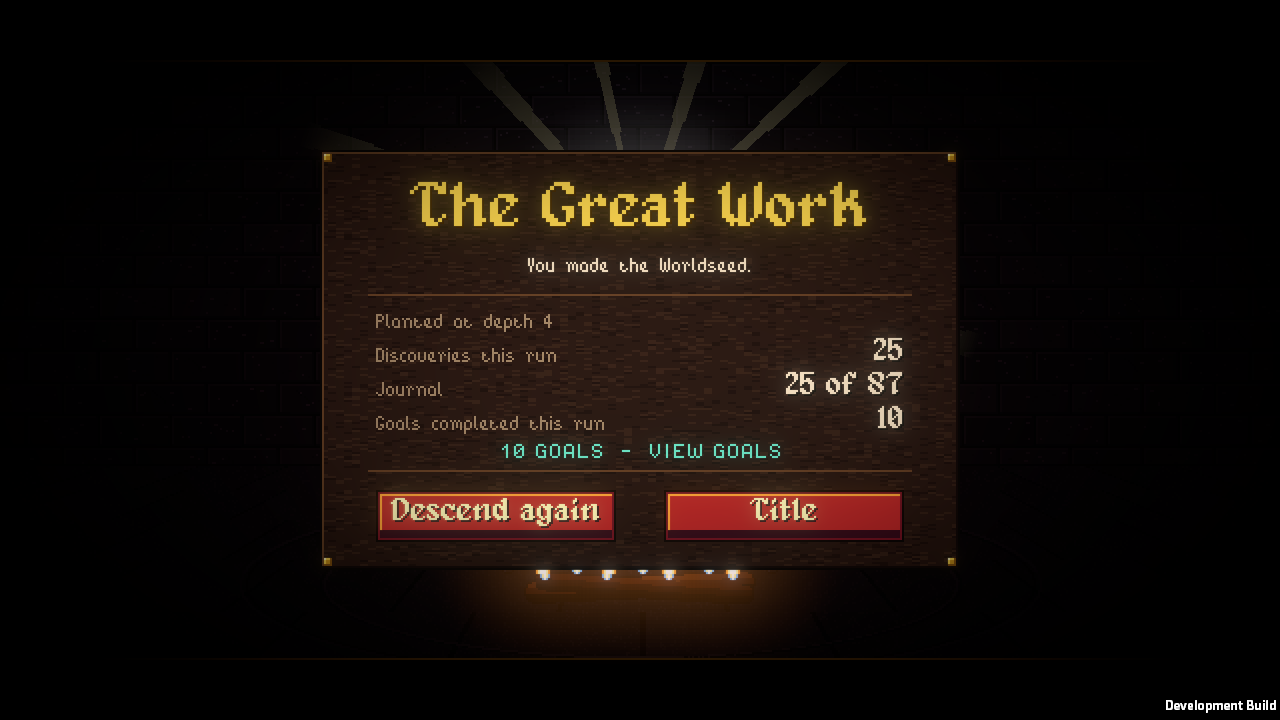 The Great Work
You made the Worldseed.
Planted at depth 4
Discoveries this run 25
Journal 25 of 87
Goals completed this run 10
10 GOALS - VIEW GOALS
Descend again
Title
Development Build